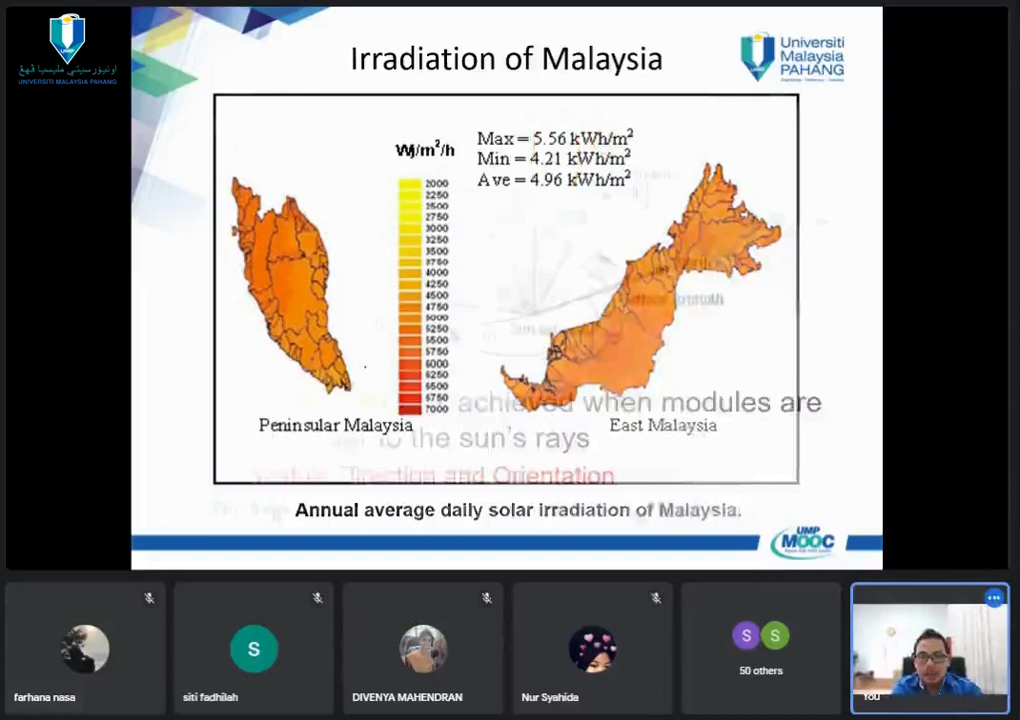 UMP
اونيۏرسيتي مليسيا ڤهڠ
UNIVERSITI MALAYSIA PAHANG
Irradiation of Malaysia
Universiti
Malaysia
PAHANG
Max = 5.56 kWh/m²
Min = 4.21 kWh/m²
Ave = 4.96 kWh/m²
/m²/h
2000
2250
2500
2750
3000
3250
3500
3750
4000
4250
4500
4750
5000
5250
5500
5750
6000
6250
6500
6750
7000
achieved when modules are
to the sun's rays
Direction and Orientation
Peninsular Malaysia
East Malaysia
Annual average daily solar irradiation of Malaysia.
UMP
MOOC
farhana nasa
S
siti fadhilah
DIVENYA MAHENDRAN
Nur Syahida
S S
50 others
You